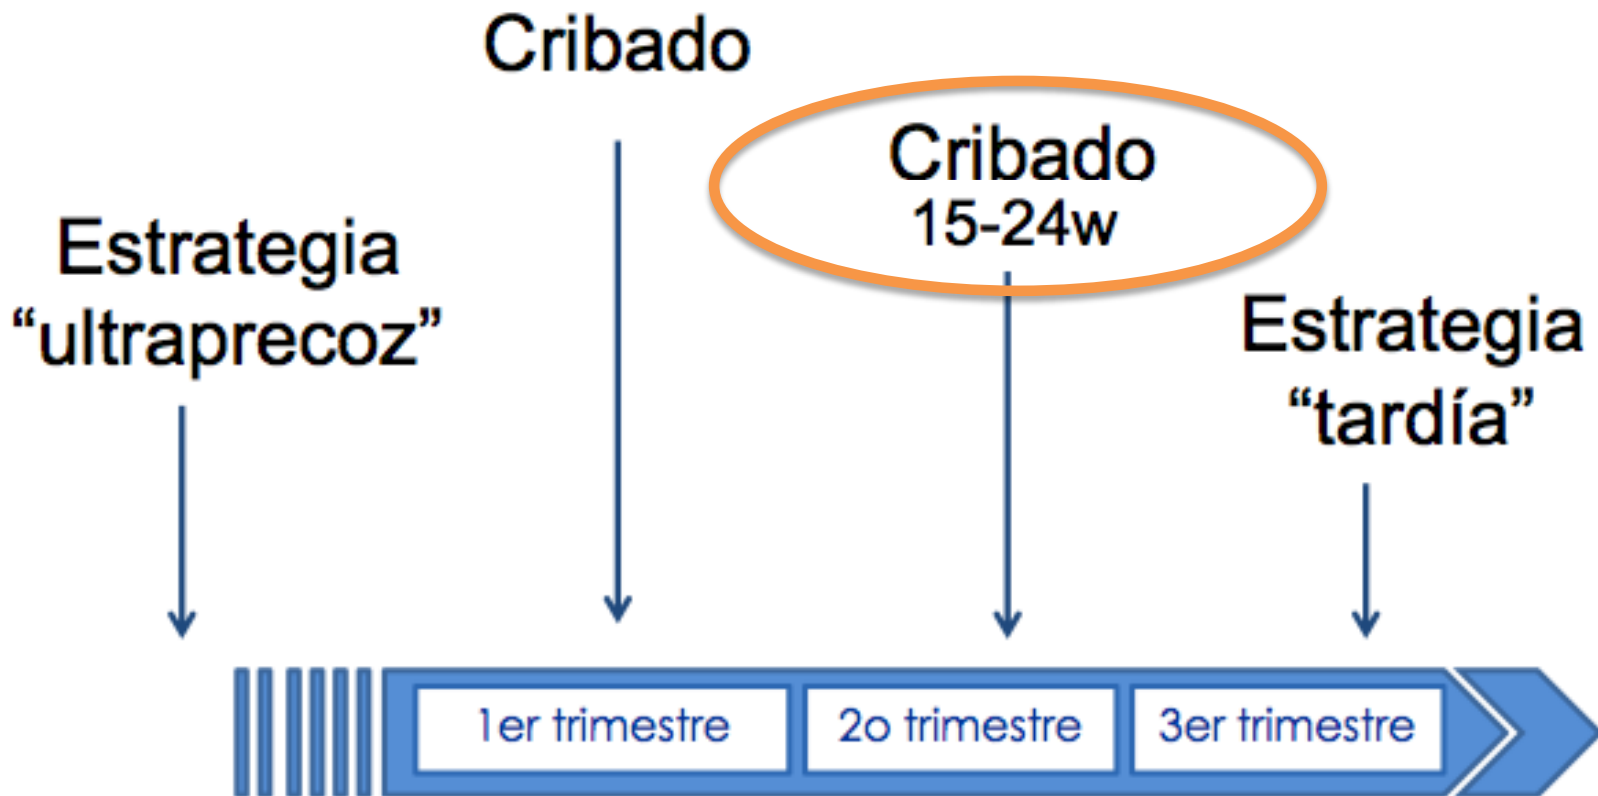 Cribado
Cribado
15-24w
Estrategia
“ultraprecoz”
Estrategia
“tardía”
1er trimestre
2o trimestre
3er trimestre